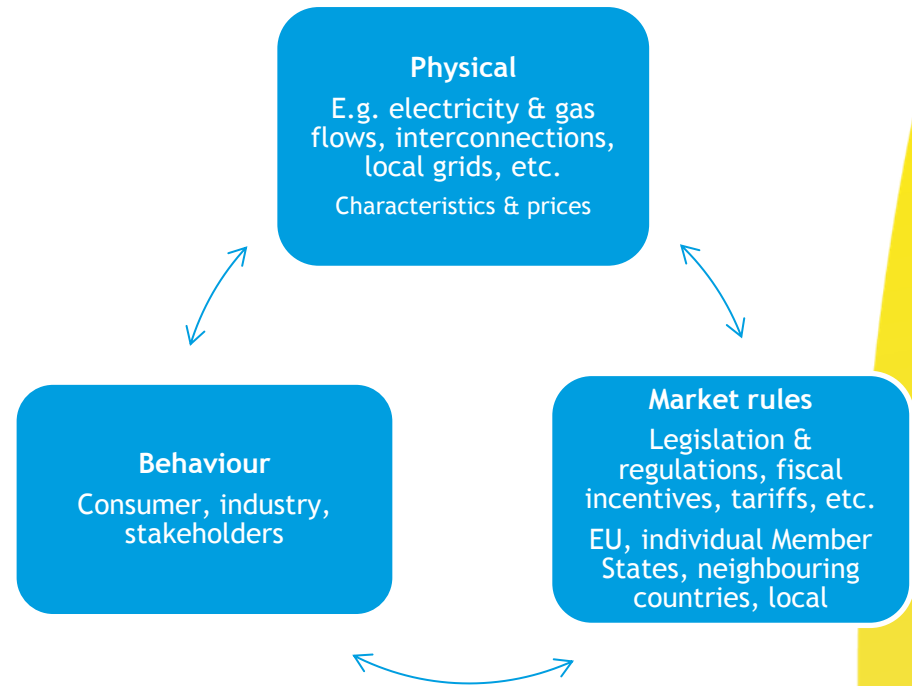 Physical
E.g. electricity & gas
flows, interconnections,
local grids, etc.
Characteristics & prices
Behaviour
Consumer, industry,
stakeholders
Market rules
Legislation &
regulations, fiscal
incentives, tariffs, etc.
EU, individual Member
States, neighbouring
countries, local